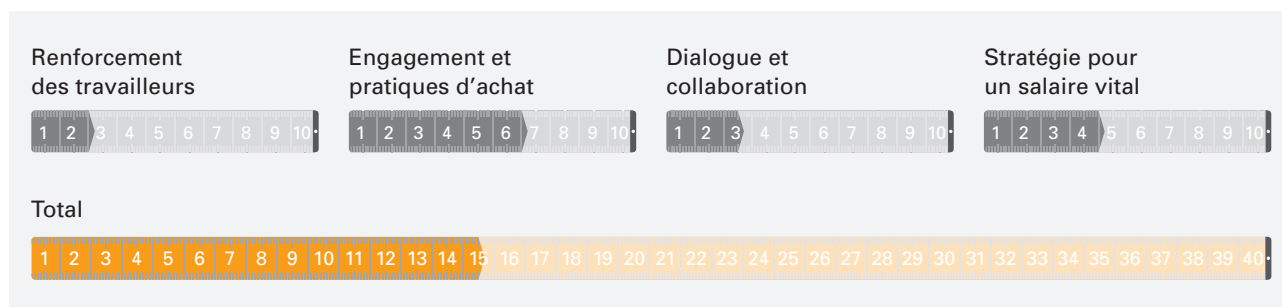 Renforcement
des travailleurs
1 2 3 4 5 6 7 8 9 10
Engagement et
pratiques d’achat
1 2 3 4 5 6 7 8 9 10
Dialogue et
collaboration
1 2 3 4 5 6 7 8 9 10
Stratégie pour
un salaire vital
1 2 3 4 5 6 7 8 9 10
Total
1 2 3 4 5 6 7 8 9 10 11 12 13 14 15 16 17 18 19 20 21 22 23 24 25 26 27 28 29 30 31 32 33 34 35 36 37 38 39 40